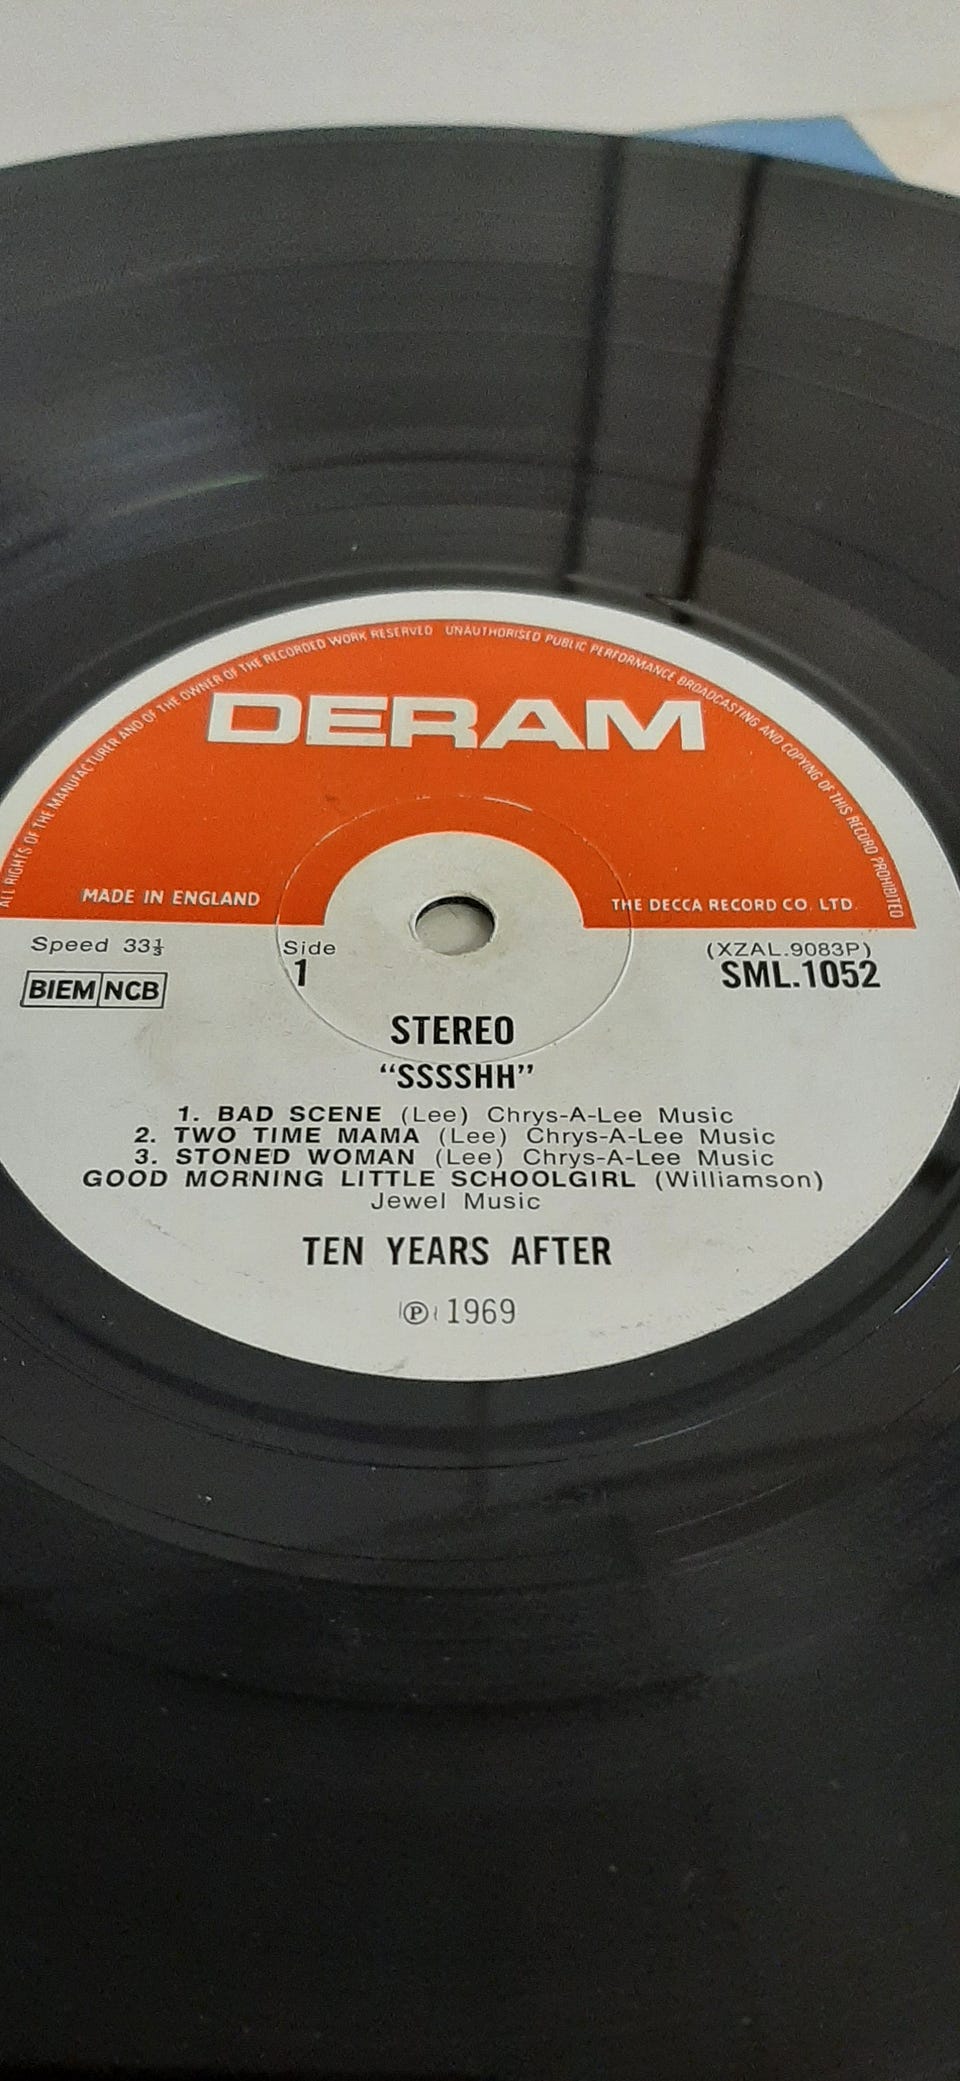 ALL RIGHTS OF THE MANUFACTURER AND OF THE OWNER OF THE RECORDED WORK RESERVED UNAUTHORISED PUBLIC PERFORMANCE BROADCASTING AND COPYING OF THIS RECORD PROHIBITED
DERAM
MADE IN ENGLAND THE DECCA RECORD CO. LTD.
Speed 33⅓ Side (XZAL.9083P)
BIEM NCB 1 SML.1052
STEREO
“SSSSHH”
1. BAD SCENE (Lee) Chrys-A-Lee Music
2. TWO TIME MAMA (Lee) Chrys-A-Lee Music
3. STONED WOMAN (Lee) Chrys-A-Lee Music
GOOD MORNING LITTLE SCHOOLGIRL (Williamson)
Jewel Music
TEN YEARS AFTER
℗ 1969